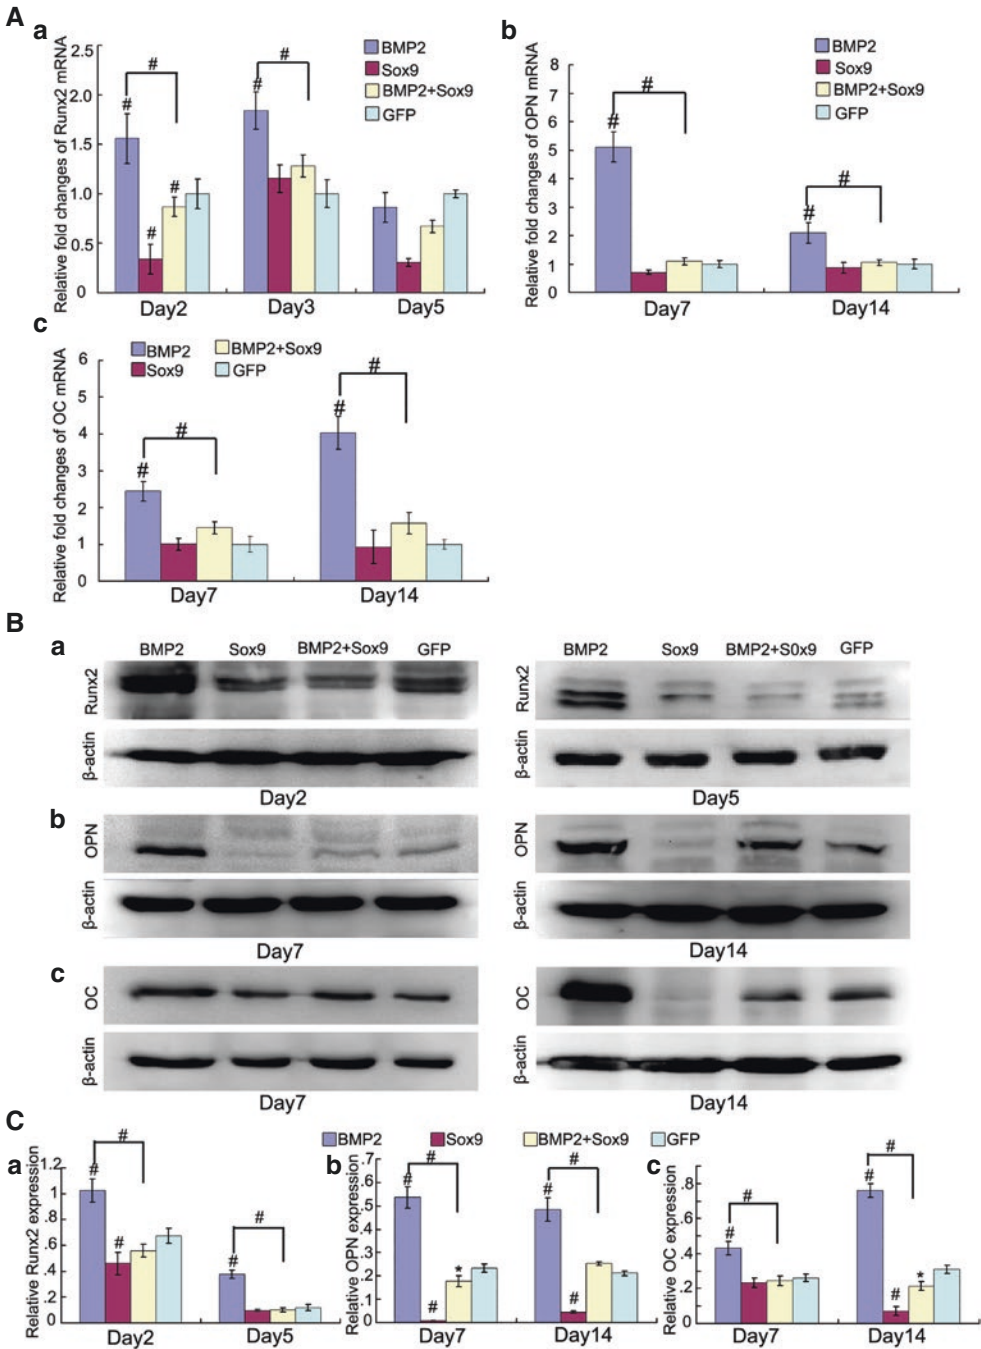 A
a
Relative fold changes of Runx2 mRNA
2.5
2.0
1.5
1.0
0.5
0
#
#
#
#
#
#
BMP2
Sox9
BMP2+Sox9
GFP
Day2
Day3
Day5
b
Relative fold changes of OPN mRNA
8
7
6
5
4
3
2
1
0
#
#
#
#
BMP2
Sox9
BMP2+Sox9
GFP
Day7
Day14
c
Relative fold changes of OC mRNA
6
5
4
3
2
1
0
BMP2
BMP2+Sox9
Sox9
GFP
#
#
#
#
Day7
Day14
B
a
BMP2 Sox9 BMP2+Sox9 GFP
Runx2
β-actin
Day2
BMP2 Sox9 BMP2+S0x9 GFP
Runx2
β-actin
Day5
b
OPN
β-actin
Day7
OPN
β-actin
Day14
c
OC
β-actin
Day7
OC
β-actin
Day14
C
BMP2 Sox9 BMP2+Sox9 GFP
a
Relative Runx2 expression
1.2
1
.8
.6
.4
.2
0
#
#
#
#
#
Day2
Day5
b
Relative OPN expression
.7
.6
.5
.4
.3
.2
.1
0
#
#
#
*
#
#
#
Day7
Day14
c
Relative OC expression
.8
.6
.4
.2
0
#
#
#
#
#
*
Day7
Day14